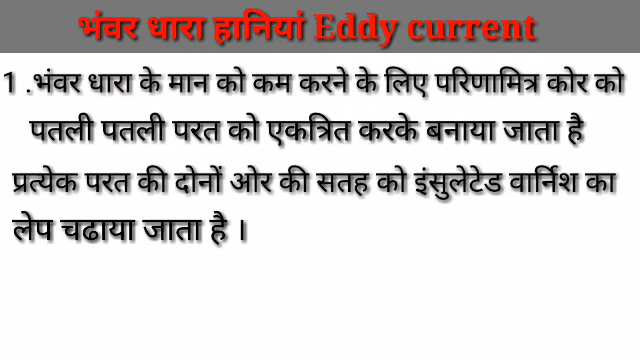 भंवर धारा हानियां Eddy current
1 .भंवर धारा के मान को कम करने के लिए परिणामित्र कोर को
पतली पतली परत को एकत्रित करके बनाया जाता है
प्रत्येक परत की दोनों ओर की सतह को इंसुलेटेड वार्निश का
लेप चढाया जाता है ।